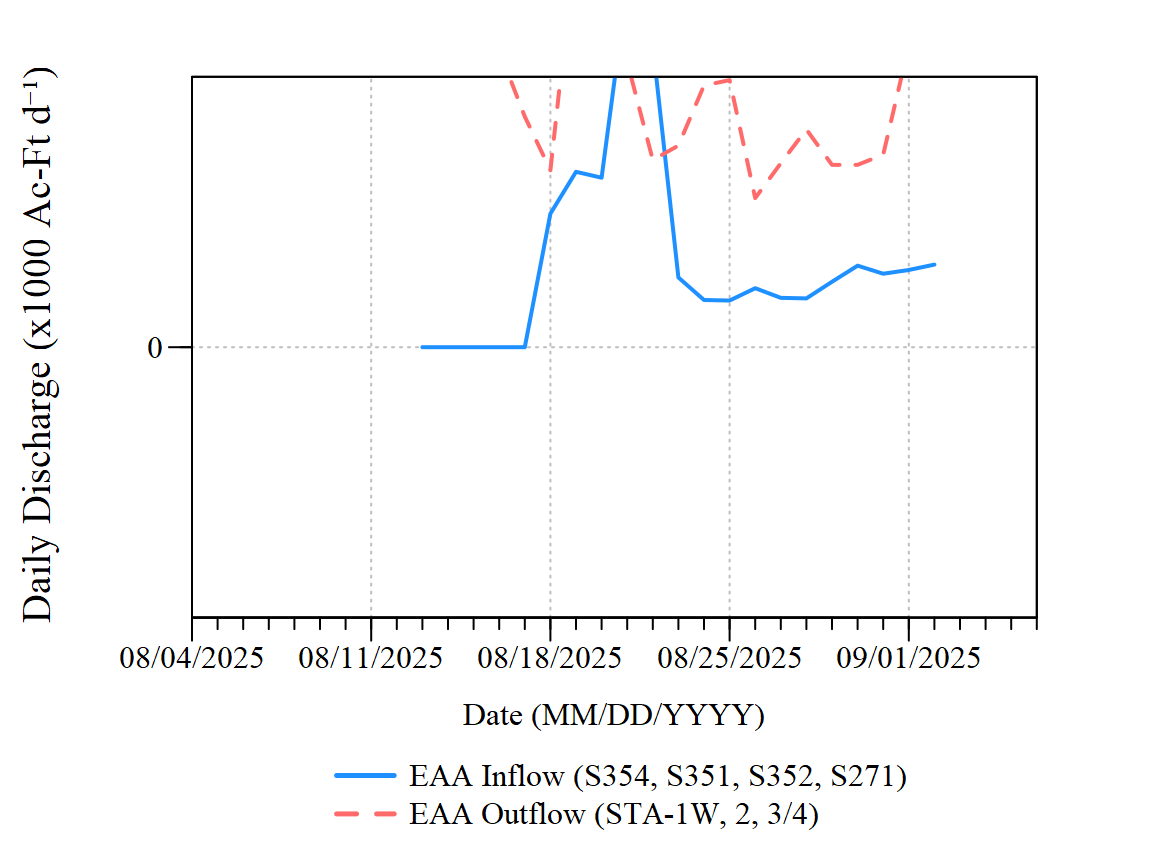 Daily Discharge (x1000 Ac-Ft d⁻¹)
0
08/04/2025 08/11/2025 08/18/2025 08/25/2025 09/01/2025
Date (MM/DD/YYYY)
EAA Inflow (S354, S351, S352, S271)
EAA Outflow (STA-1W, 2, 3/4)